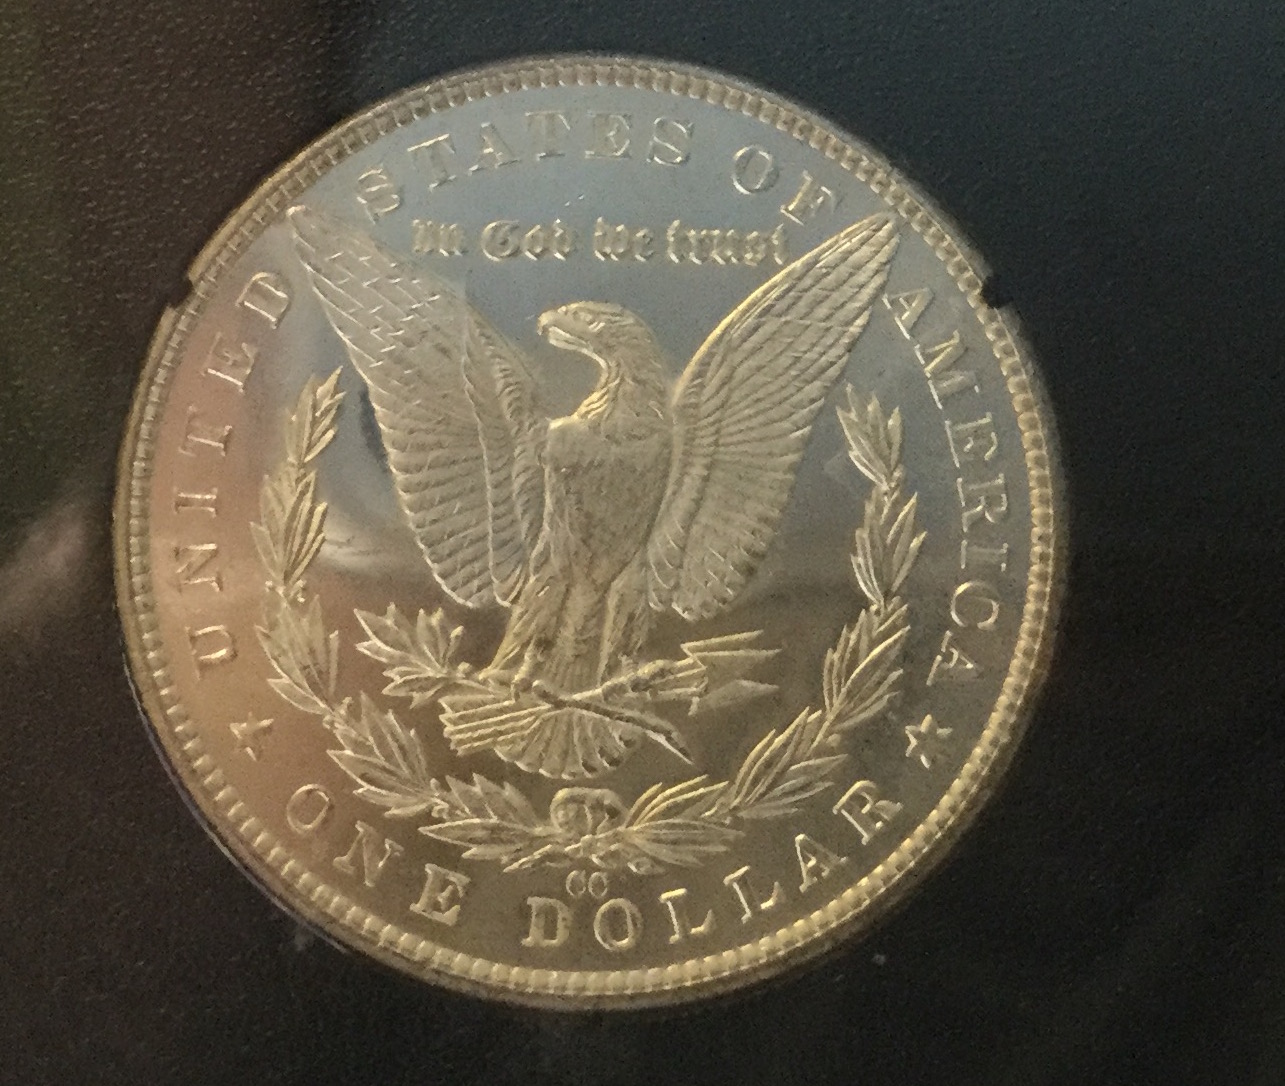 UNITED STATES OF AMERICA
In God we trust
CC
ONE DOLLAR